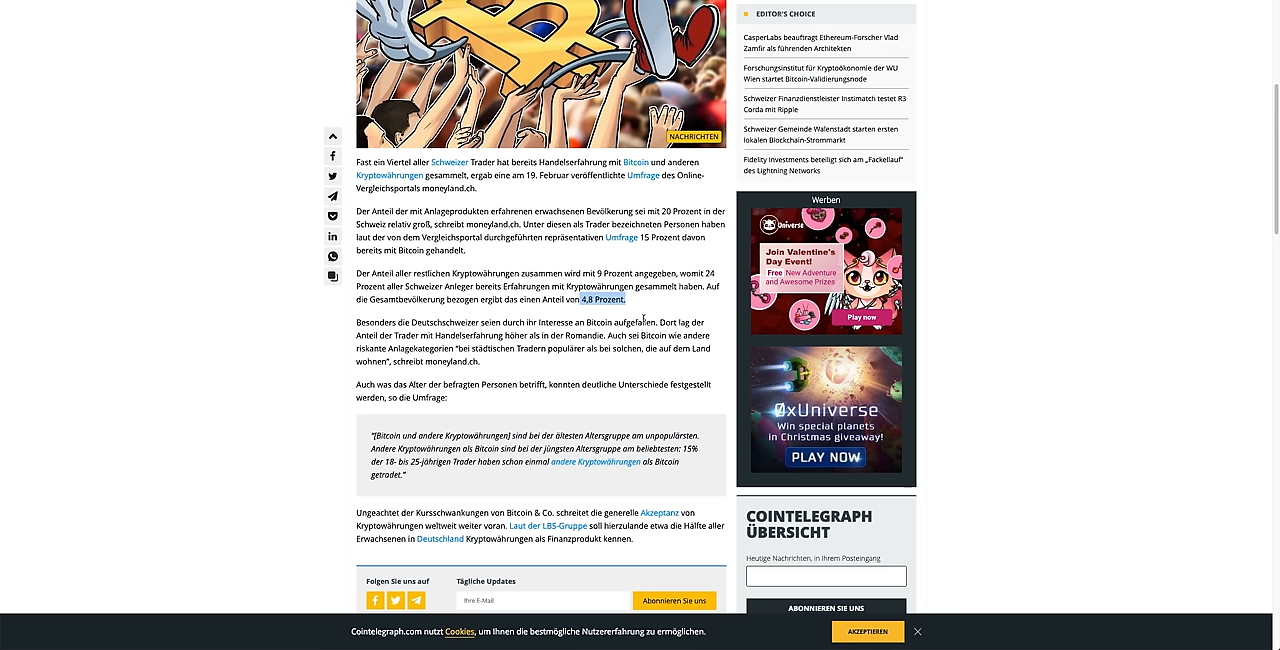 NACHRICHTEN
Fast ein Viertel aller Schweizer Trader hat bereits Handelserfahrung mit Bitcoin und anderen
Kryptowährungen gesammelt, ergab eine am 19. Februar veröffentlichte Umfrage des Online-
Vergleichsportals moneyland.ch.
Der Anteil der mit Anlageprodukten erfahrenen erwachsenen Bevölkerung sei mit 20 Prozent in der
Schweiz relativ groß, schreibt moneyland.ch. Unter diesen als Trader bezeichneten Personen haben
laut der von dem Vergleichsportal durchgeführten repräsentativen Umfrage 15 Prozent davon
bereits mit Bitcoin gehandelt.
Der Anteil aller restlichen Kryptowährungen zusammen wird mit 9 Prozent angegeben, womit 24
Prozent aller Schweizer Anleger bereits Erfahrungen mit Kryptowährungen gesammelt haben. Auf
die Gesamtbevölkerung bezogen ergibt das einen Anteil von 4,8 Prozent.
Besonders die Deutschschweizer seien durch ihr Interesse an Bitcoin aufgefallen. Dort lag der
Anteil der Trader mit Handelserfahrung höher als in der Romandie. Auch sei Bitcoin wie andere
riskante Anlagekategorien "bei städtischen Tradern populärer als bei solchen, die auf dem Land
wohnen", schreibt moneyland.ch.
Auch was das Alter der befragten Personen betrifft, konnten deutliche Unterschiede festgestellt
werden, so die Umfrage:
"[Bitcoin und andere Kryptowährungen] sind bei der ältesten Altersgruppe am unpopulärsten.
Andere Kryptowährungen als Bitcoin sind bei der jüngsten Altersgruppe am beliebtesten: 15%
der 18- bis 25-jährigen Trader haben schon einmal andere Kryptowährungen als Bitcoin
getradet."
Ungeachtet der Kursschwankungen von Bitcoin & Co. schreitet die generelle Akzeptanz von
Kryptowährungen weltweit weiter voran. Laut der LBS-Gruppe soll hierzulande etwa die Hälfte aller
Erwachsenen in Deutschland Kryptowährungen als Finanzprodukt kennen.
Folgen Sie uns auf
Tägliche Updates
Ihre E-Mail
Abonnieren Sie uns
EDITOR'S CHOICE
CasperLabs beauftragt Ethereum-Forscher Vlad
Zamfir als führenden Architekten
Forschungsinstitut für Kryptoökonomie der WU
Wien startet Bitcoin-Validierungsnode
Schweizer Finanzdienstleister Instimatch testet R3
Corda mit Ripple
Schweizer Gemeinde Walenstadt starten ersten
lokalen Blockchain-Strommarkt
Fidelity Investments beteiligt sich am „Fackellauf"
des Lightning Networks
Werben
Universe
Join Valentine's
Day Event!
Free New Adventure
and Awesome Prizes
Play now
0xUniverse
Win special planets
in Christmas giveaway!
PLAY NOW
COINTELEGRAPH
ÜBERSICHT
Heutige Nachrichten, in Ihrem Posteingang
ABONNIEREN SIE UNS
Cointelegraph.com nutzt Cookies, um Ihnen die bestmögliche Nutzererfahrung zu ermöglichen.
AKZEPTIEREN